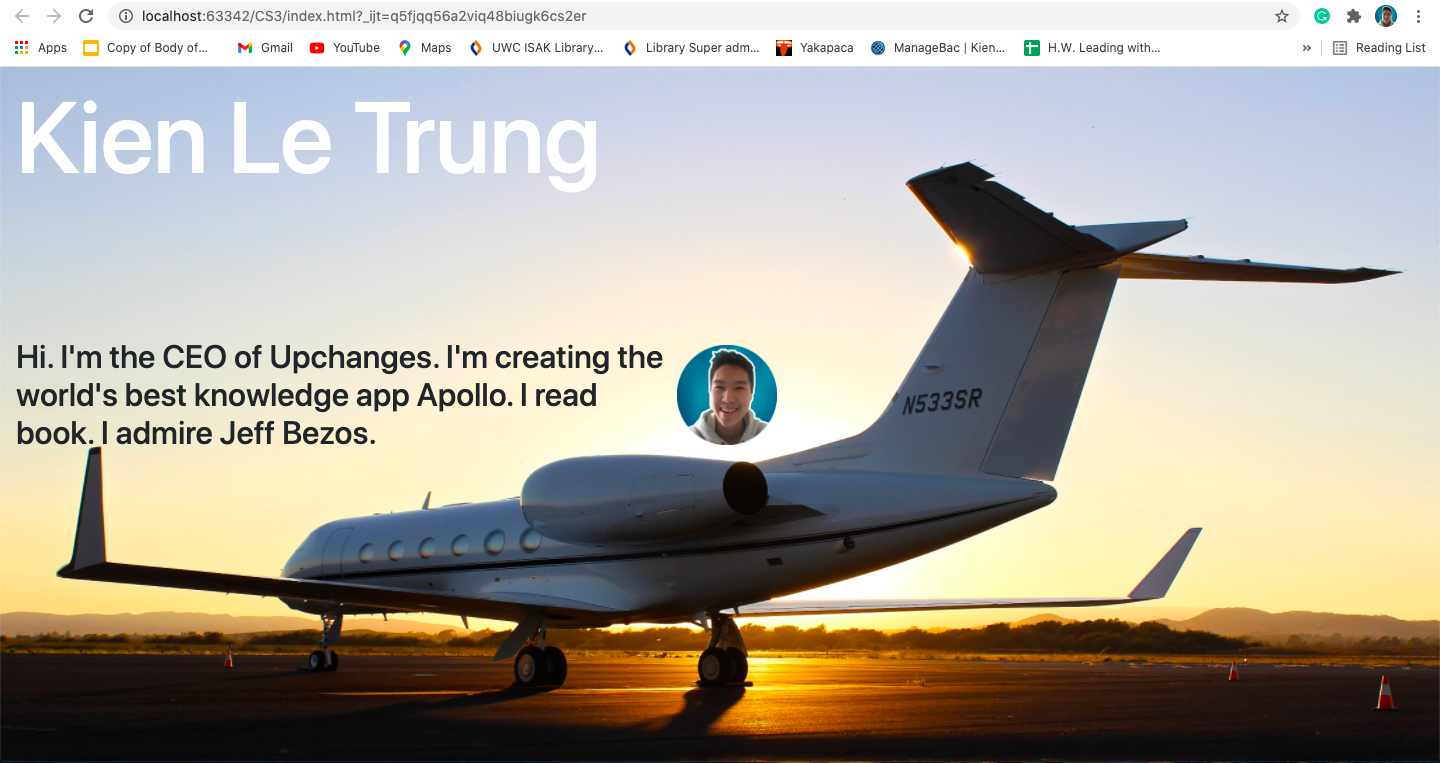 localhost:63342/CS3/index.html?_ijt=q5fjqq56a2viq48biugk6cs2er
Apps Copy of Body of... Gmail YouTube Maps UWC ISAK Library... Library Super adm... Yakapaca ManageBac | Kien... H.W. Leading with... » Reading List
Kien Le Trung
Hi. I'm the CEO of Upchanges. I'm creating the
world's best knowledge app Apollo. I read
book. I admire Jeff Bezos.
N533SR